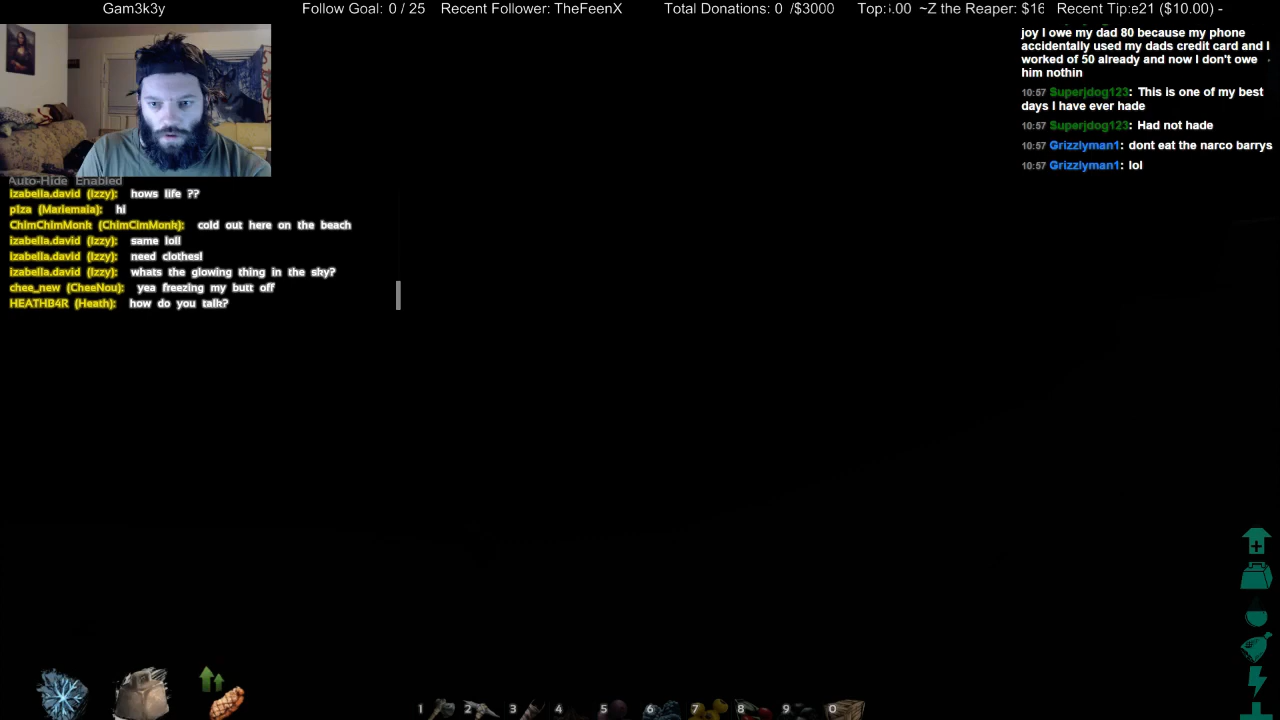 Gam3k3y Follow Goal: 0 / 25 Recent Follower: TheFeenX Total Donations: 0 /$3000 Top: .00 ~Z the Reaper: $16 Recent Tip:e21 ($10.00) -
joy I owe my dad 80 because my phone
accidentally used my dads credit card and I
worked of 50 already and now I don't owe
him nothin
10:57 Superjdog123: This is one of my best
days I have ever hade
10:57 Superjdog123: Had not hade
10:57 Grizzlyman1: dont eat the narco barrys
10:57 Grizzlyman1: lol
Auto-Hide Enabled
izabella.david (Izzy): hows life ??
plza (Mariemaia): hi
ChimChimMonk (ChimCimMonk): cold out here on the beach
izabella.david (Izzy): same loll
izabella.david (Izzy): need clothes!
izabella.david (Izzy): whats the glowing thing in the sky?
chee_new (CheeNou): yea freezing my butt off
HEATHB4R (Heath): how do you talk?
1 2 3 4 5 6 7 8 9 0